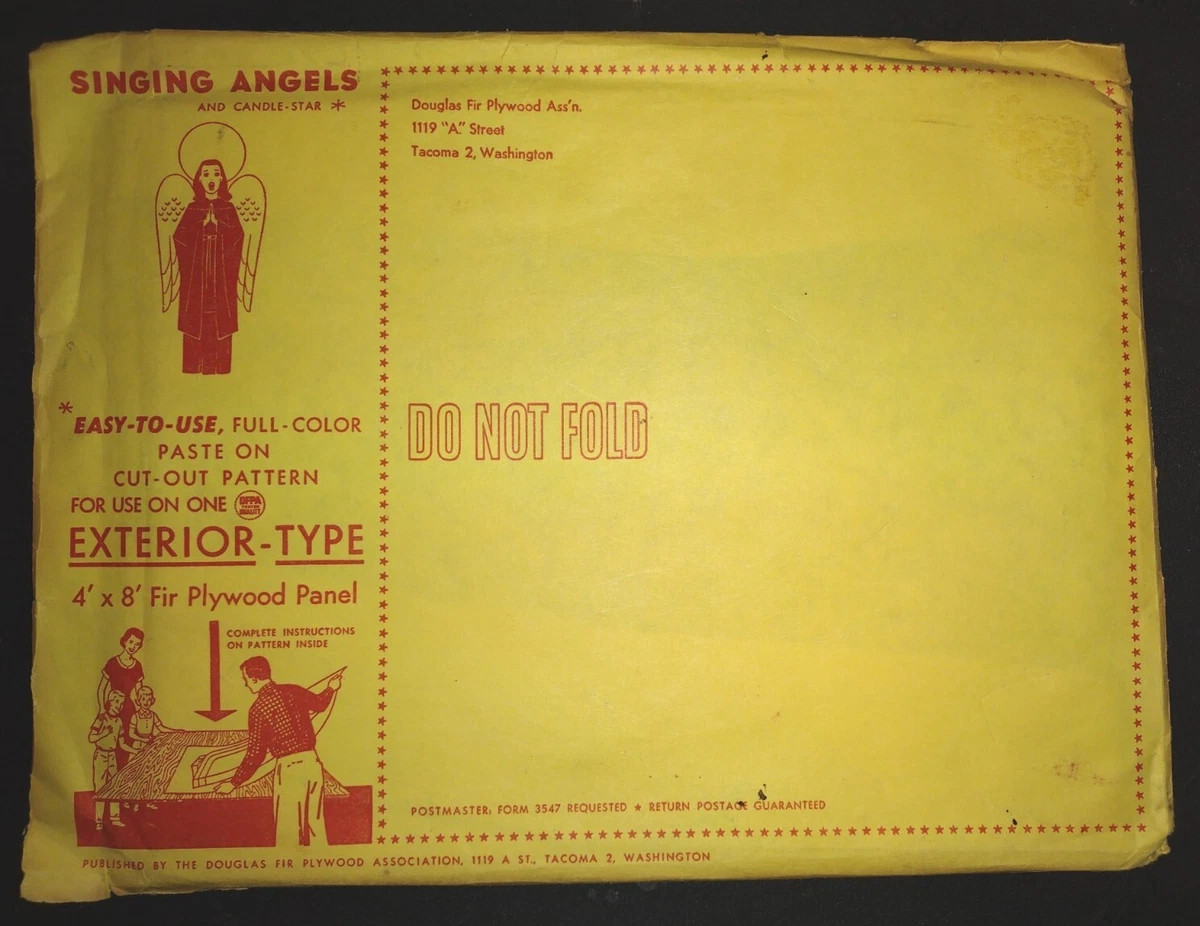 SINGING ANGELS
AND CANDLE-STAR *
* EASY-TO-USE, FULL-COLOR
PASTE ON
CUT-OUT PATTERN
FOR USE ON ONE DFPA TESTED QUALITY
EXTERIOR-TYPE
4' x 8' Fir Plywood Panel
COMPLETE INSTRUCTIONS
ON PATTERN INSIDE
Douglas Fir Plywood Ass'n.
1119 "A" Street
Tacoma 2, Washington
DO NOT FOLD
POSTMASTER: FORM 3547 REQUESTED ★ RETURN POSTAGE GUARANTEED
PUBLISHED BY THE DOUGLAS FIR PLYWOOD ASSOCIATION, 1119 A ST., TACOMA 2, WASHINGTON